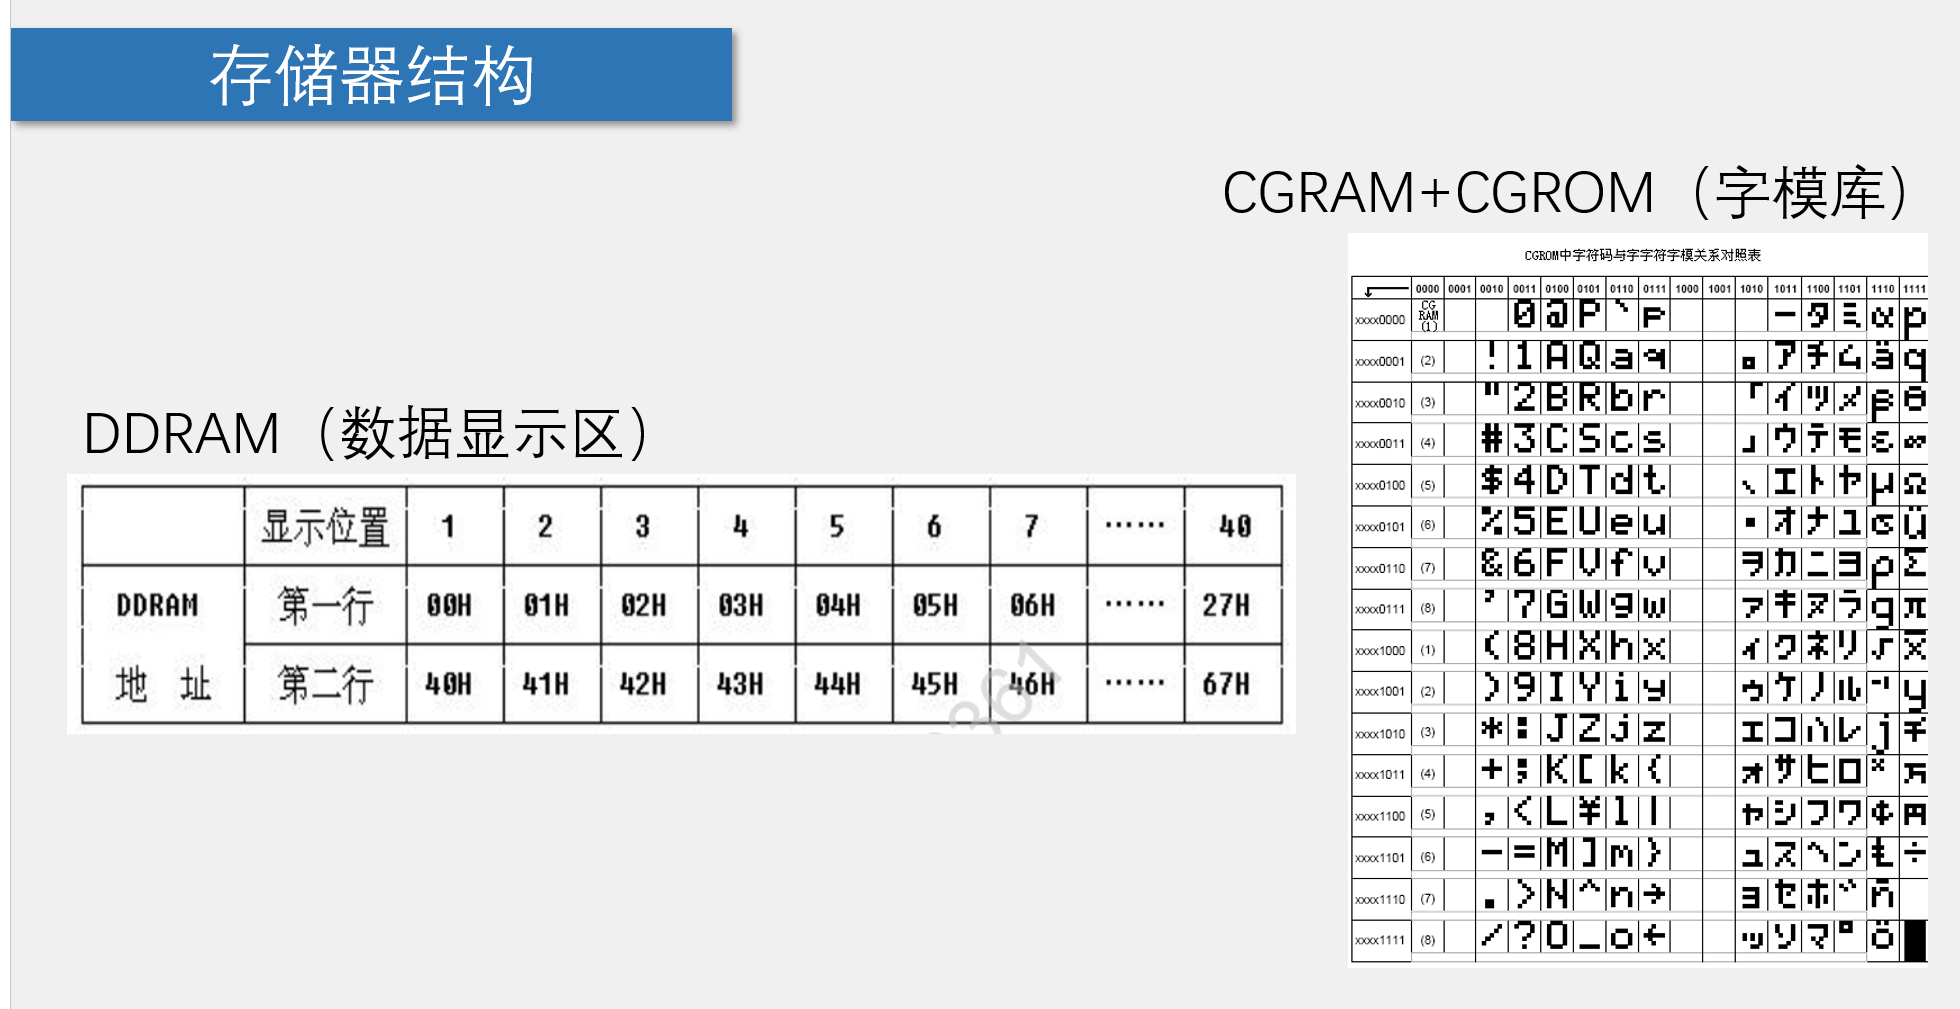 存储器结构
CGRAM+CGROM（字模库）
DDRAM（数据显示区）
显示位置 1 2 3 4 5 6 7 ······ 40
DDRAM 第一行 00H 01H 02H 03H 04H 05H 06H ······ 27H
地 址 第二行 40H 41H 42H 43H 44H 45H 46H ······ 67H
361
CGROM中字符码与字字符字模关系对照表
0000 0001 0010 0011 0100 0101 0110 0111 1000 1001 1010 1011 1100 1101 1110 1111
xxxx0000 CG RAM (1) 0 @ P ` p ー タ ミ α p
xxxx0001 (2) ! 1 A Q a q 。 ア チ ム ä q
xxxx0010 (3) " 2 B R b r 「 イ ツ メ β θ
xxxx0011 (4) # 3 C S c s 」 ウ テ モ ε ∞
xxxx0100 (5) $ 4 D T d t 、 エ ト ヤ μ Ω
xxxx0101 (6) % 5 E U e u ・ オ ナ ユ σ ü
xxxx0110 (7) & 6 F V f v ヲ カ ニ ヨ ρ Σ
xxxx0111 (8) ' 7 G W g w ァ キ ヌ ラ g π
xxxx1000 (1) ( 8 H X h x ィ ク ネ リ √ x̄
xxxx1001 (2) ) 9 I Y i y ゥ ケ ノ ル ⁻¹ y
xxxx1010 (3) * : J Z j z ェ コ ハ レ j 千
xxxx1011 (4) + ; K [ k { ォ サ ヒ ロ ˣ 万
xxxx1100 (5) , < L ¥ l | ャ シ フ ワ ¢ 円
xxxx1101 (6) - = M ] m } ュ ス ヘ ン ÷
xxxx1110 (7) . > N ^ n → ョ セ ホ ゛ ñ
xxxx1111 (8) / ? O _ o ← ッ ソ マ ゜ ö █